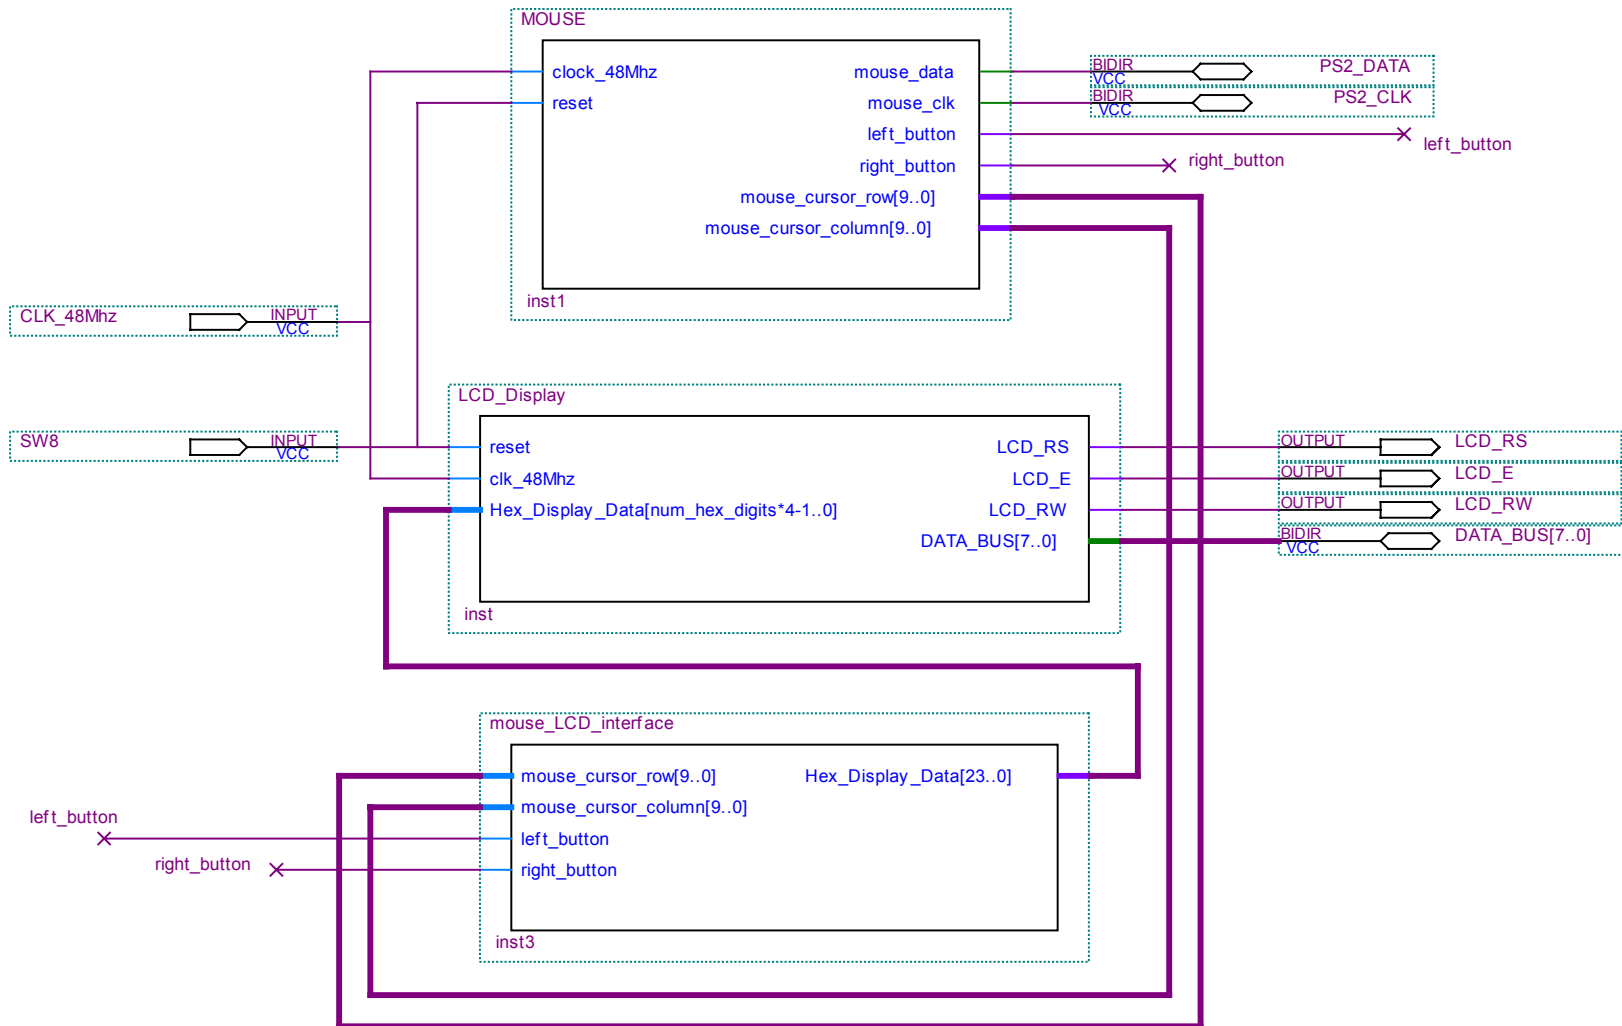 MOUSE
clock_48Mhz
reset
mouse_data
mouse_clk
left_button
right_button
mouse_cursor_row[9..0]
mouse_cursor_column[9..0]
inst1
BIDIR
VCC
PS2_DATA
BIDIR
VCC
PS2_CLK
left_button
right_button
CLK_48Mhz
INPUT
VCC
SW8
INPUT
VCC
LCD_Display
reset
clk_48Mhz
Hex_Display_Data[num_hex_digits*4-1..0]
LCD_RS
LCD_E
LCD_RW
DATA_BUS[7..0]
inst
OUTPUT
LCD_RS
OUTPUT
LCD_E
OUTPUT
LCD_RW
BIDIR
VCC
DATA_BUS[7..0]
mouse_LCD_interface
mouse_cursor_row[9..0]
mouse_cursor_column[9..0]
left_button
right_button
Hex_Display_Data[23..0]
inst3
left_button
right_button